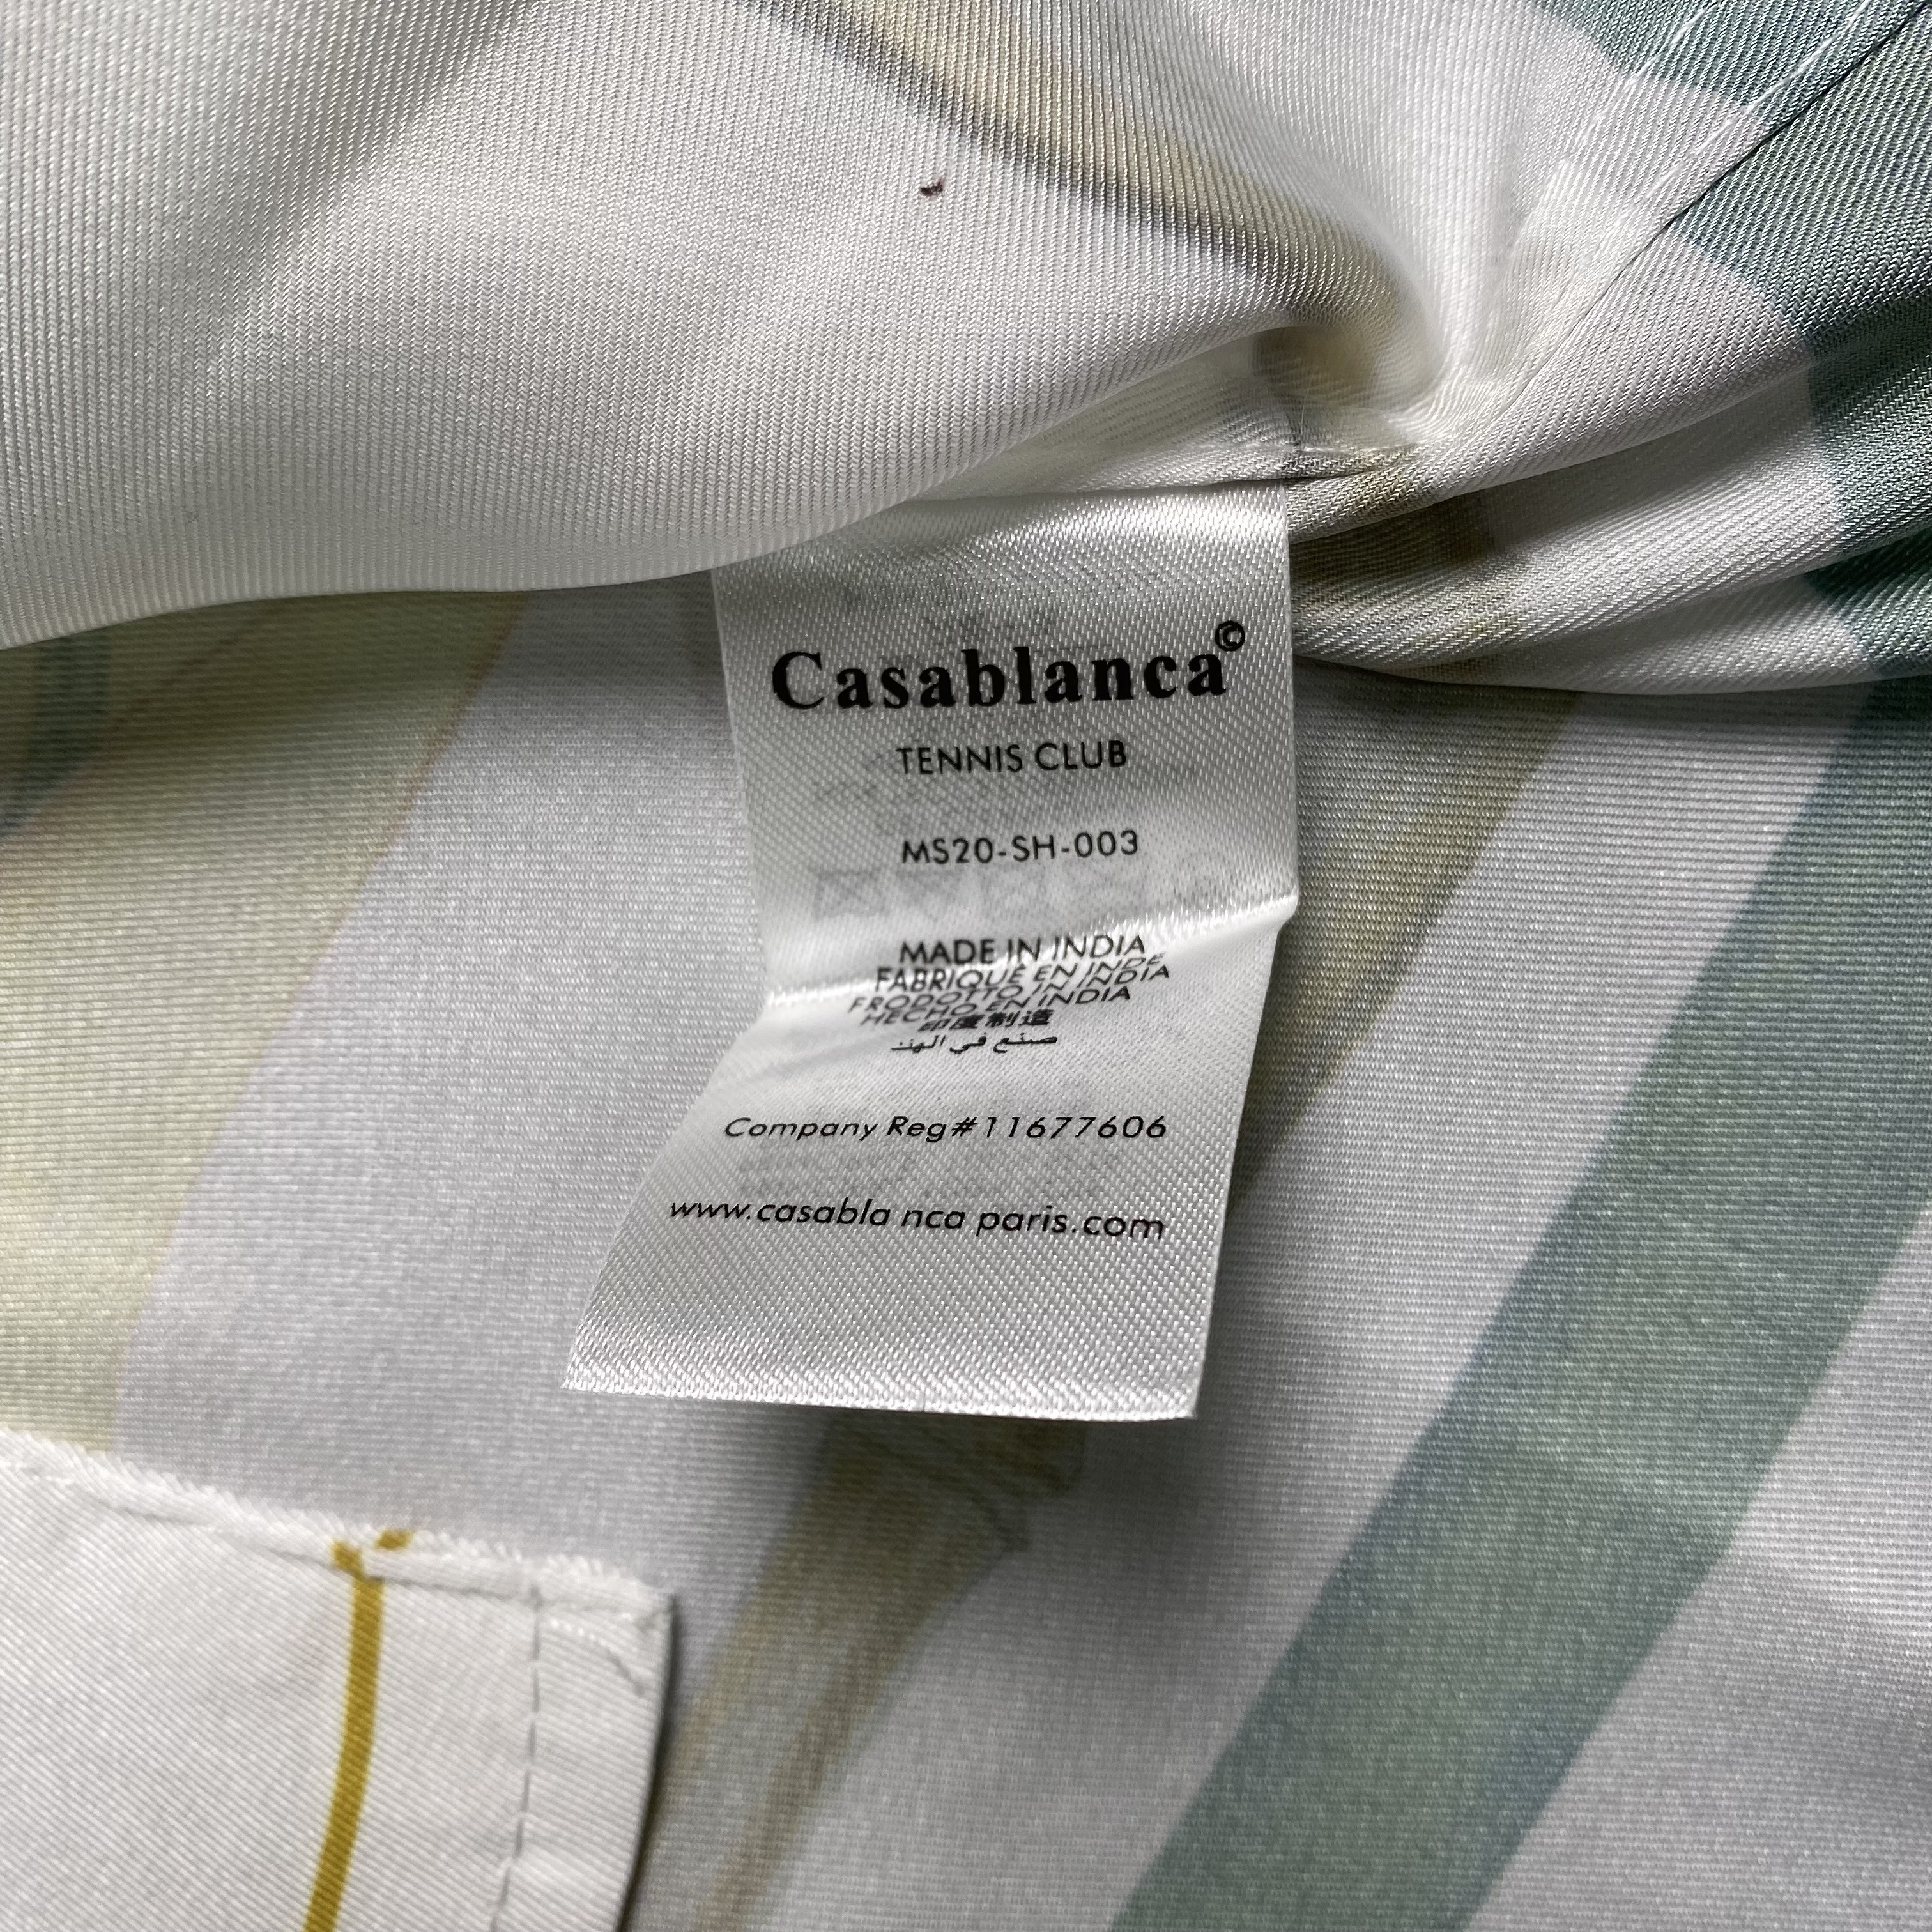 Casablanca©
TENNIS CLUB
MS20-SH-003
MADE IN INDIA
FABRIQUÉ EN INDE
PRODOTTO IN INDIA
HECHO EN INDIA
印度制造
صنع في الهند
Company Reg#11677606
www.casabla nca paris.com